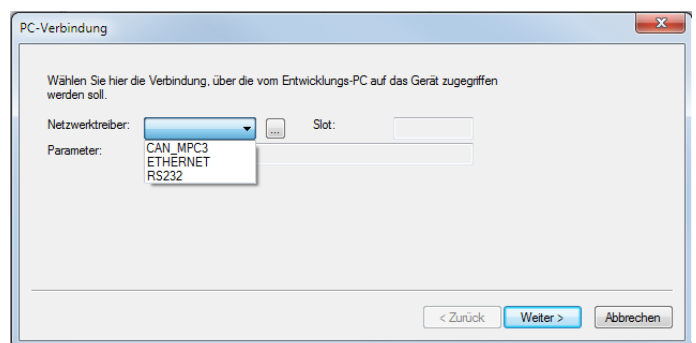 PC-Verbindung
Wählen Sie hier die Verbindung, über die vom Entwicklungs-PC auf das Gerät zugegriffen
werden soll.
Netzwerktreiber: ... Slot:
Parameter:
CAN_MPC3
ETHERNET
RS232
< Zurück Weiter > Abbrechen